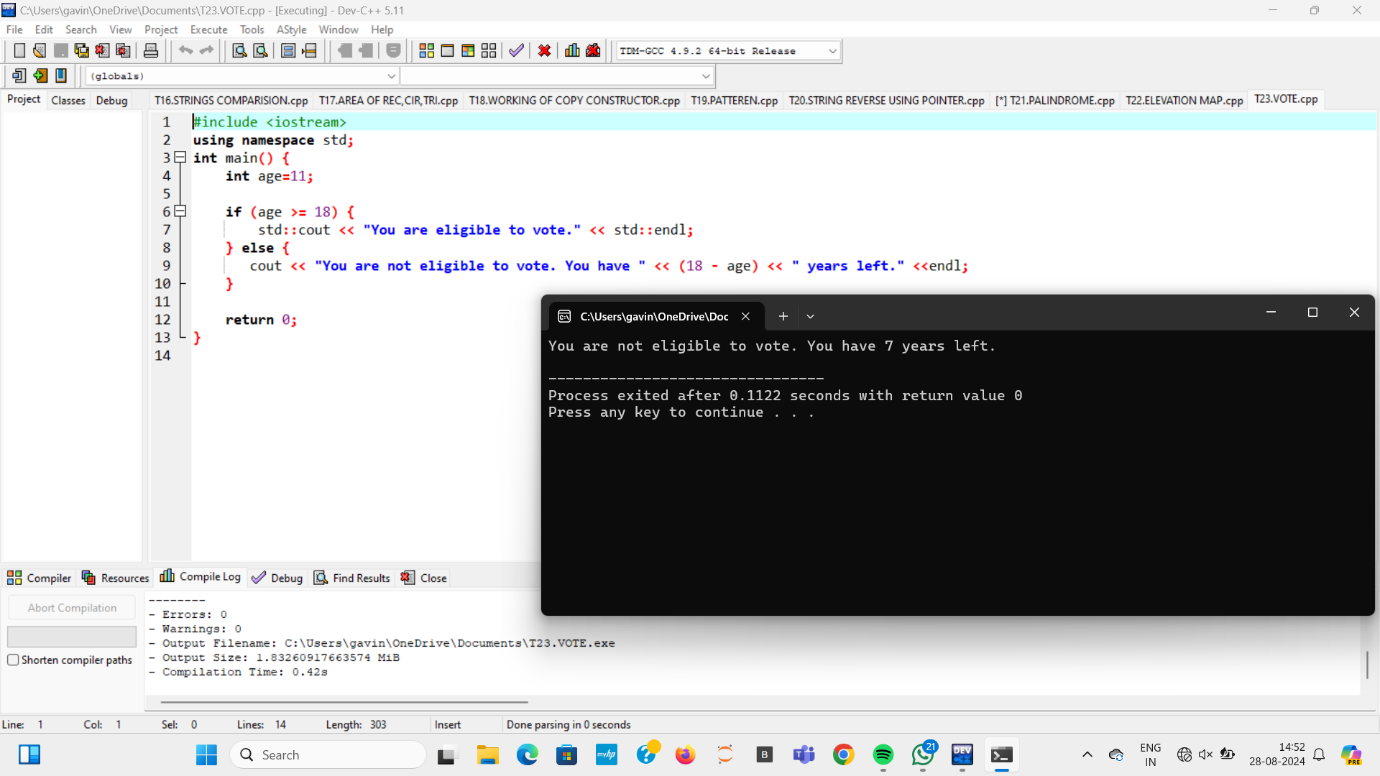 C:\Users\gavin\OneDrive\Documents\T23.VOTE.cpp - [Executing] - Dev-C++ 5.11
File Edit Search View Project Execute Tools AStyle Window Help
TDM-GCC 4.9.2 64-bit Release
(globals)
Project Classes Debug
T16.STRINGS COMPARISION.cpp T17.AREA OF REC,CIR,TRI.cpp T18.WORKING OF COPY CONSTRUCTOR.cpp T19.PATTEREN.cpp T20.STRING REVERSE USING POINTER.cpp [*] T21.PALINDROME.cpp T22.ELEVATION MAP.cpp T23.VOTE.cpp
1 #include <iostream>
2 using namespace std;
3 int main() {
4 int age=11;
5
6 if (age >= 18) {
7 std::cout << "You are eligible to vote." << std::endl;
8 } else {
9 cout << "You are not eligible to vote. You have " << (18 - age) << " years left." <<endl;
10 }
11
12 return 0;
13 }
14
C:\Users\gavin\OneDrive\Doc
You are not eligible to vote. You have 7 years left.
--------------------------------
Process exited after 0.1122 seconds with return value 0
Press any key to continue . . .
Compiler Resources Compile Log Debug Find Results Close
Abort Compilation
Shorten compiler paths
--------
- Errors: 0
- Warnings: 0
- Output Filename: C:\Users\gavin\OneDrive\Documents\T23.VOTE.exe
- Output Size: 1.83260917663574 MiB
- Compilation Time: 0.42s
Line: 1 Col: 1 Sel: 0 Lines: 14 Length: 303 Insert Done parsing in 0 seconds
Search
myhp
B
21
DEV
ENG
IN
14:52
28-08-2024
PRE